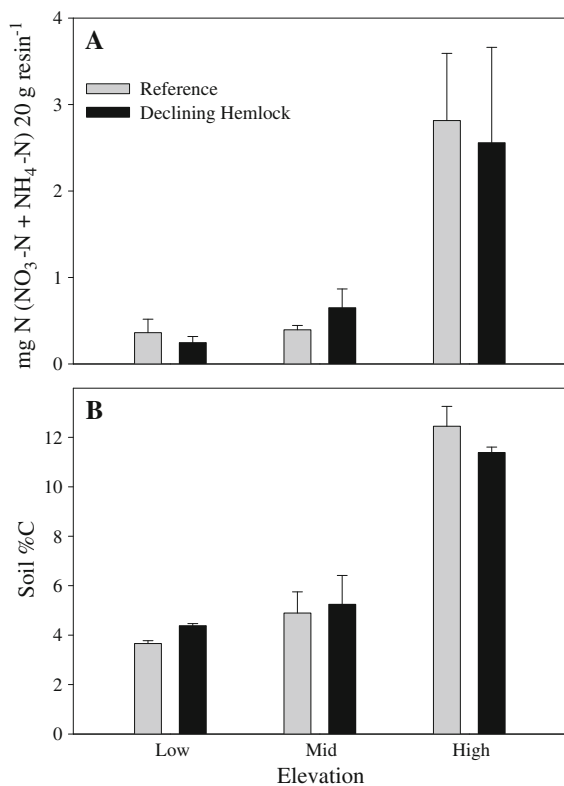 A
Reference
Declining Hemlock
4
3
2
1
0
mg N (NO₃-N + NH₄-N) 20 g resin⁻¹
B
12
10
8
6
4
2
0
Soil %C
Low Mid High
Elevation